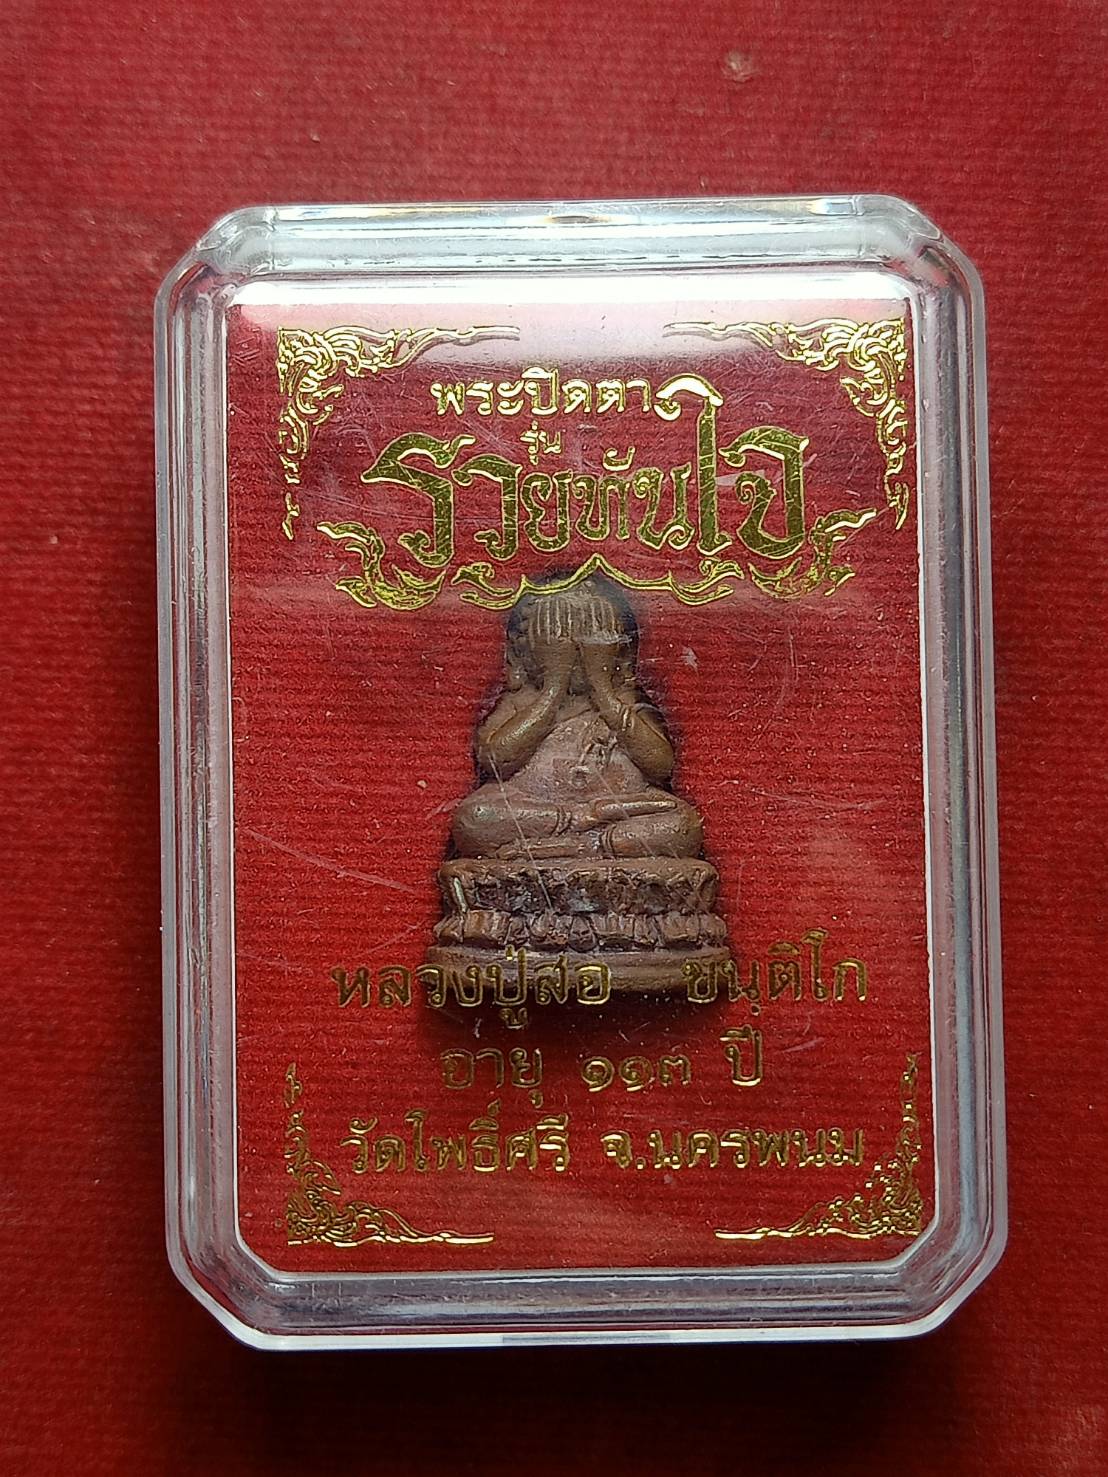 พระปิดตา
รุ่น
รวยทันใจ
หลวงปู่สอ ขนฺติโก
อายุ ๑๑๓ ปี
วัดโพธิ์ศรี จ.นครพนม